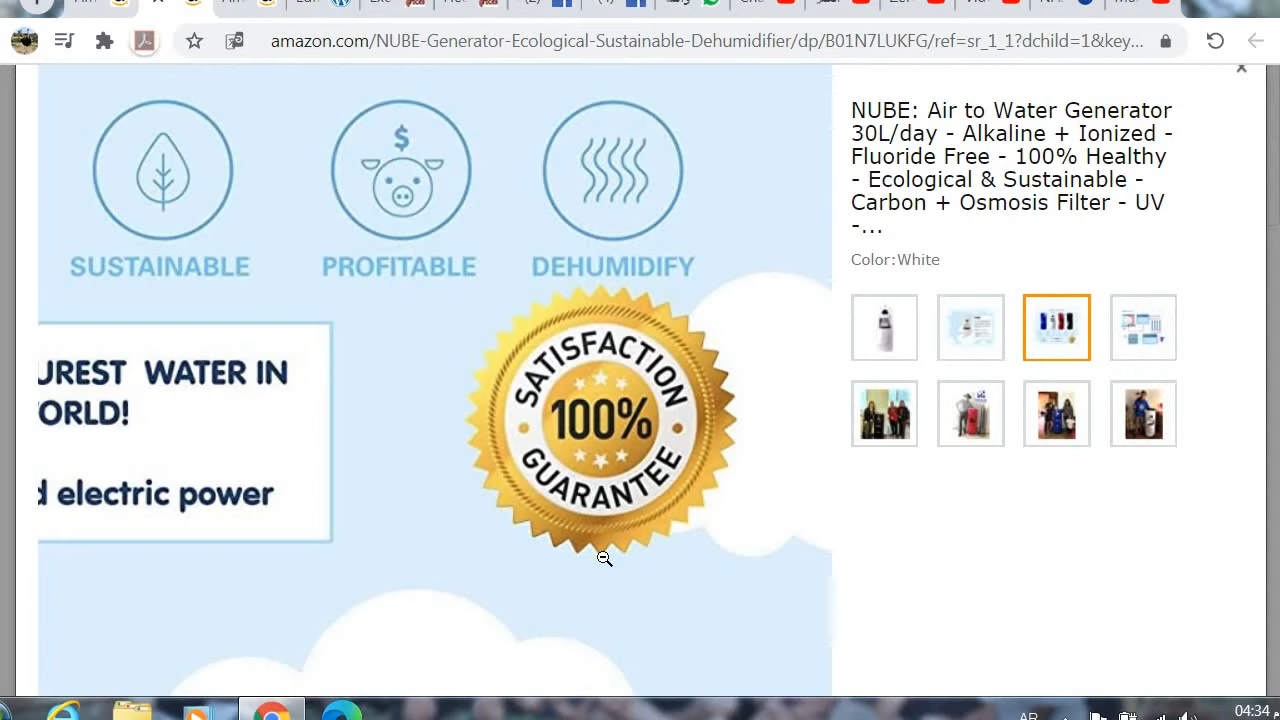 amazon.com/NUBE-Generator-Ecological-Sustainable-Dehumidifier/dp/B01N7LUKFG/ref=sr_1_1?dchild=1&key...
SUSTAINABLE
PROFITABLE
DEHUMIDIFY
$
UREST WATER IN
ORLD!
d electric power
SATISFACTION
100%
GUARANTEE
NUBE: Air to Water Generator
30L/day - Alkaline + Ionized -
Fluoride Free - 100% Healthy
- Ecological & Sustainable -
Carbon + Osmosis Filter - UV
-...
Color:White
04:34